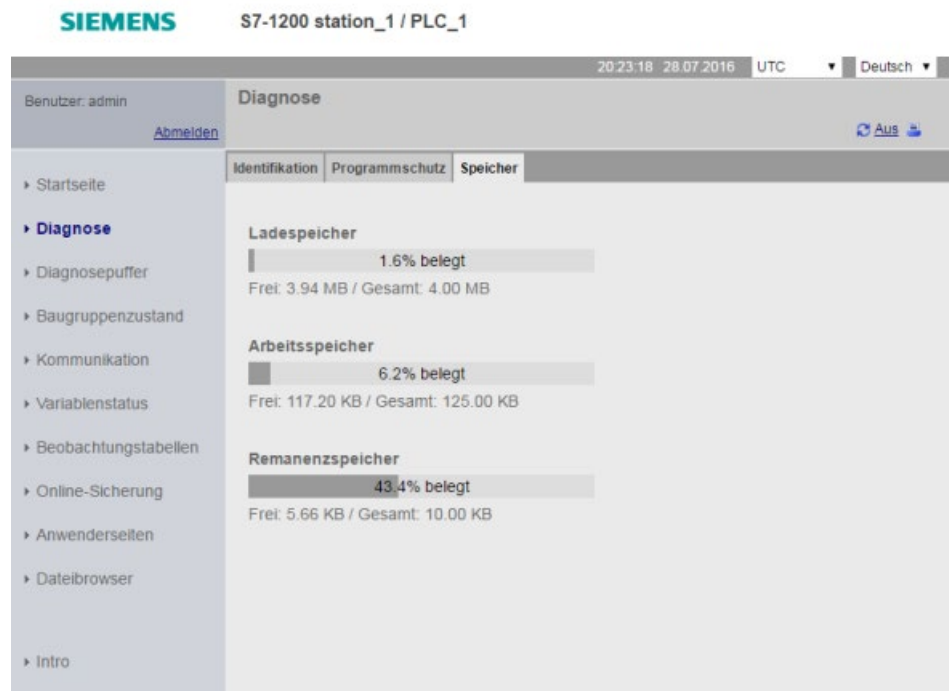 SIEMENS S7-1200 station_1 / PLC_1
20:23:18 28.07.2016 UTC Deutsch
Benutzer: admin
Abmelden
Diagnose
Aus
Identifikation Programmschutz Speicher
Startseite
Diagnose
Diagnosepuffer
Baugruppenzustand
Kommunikation
Variablenstatus
Beobachtungstabellen
Online-Sicherung
Anwenderseiten
Dateibrowser
Intro
Ladespeicher
1.6% belegt
Frei: 3.94 MB / Gesamt: 4.00 MB
Arbeitsspeicher
6.2% belegt
Frei: 117.20 KB / Gesamt: 125.00 KB
Remanenzspeicher
43.4% belegt
Frei: 5.66 KB / Gesamt: 10.00 KB